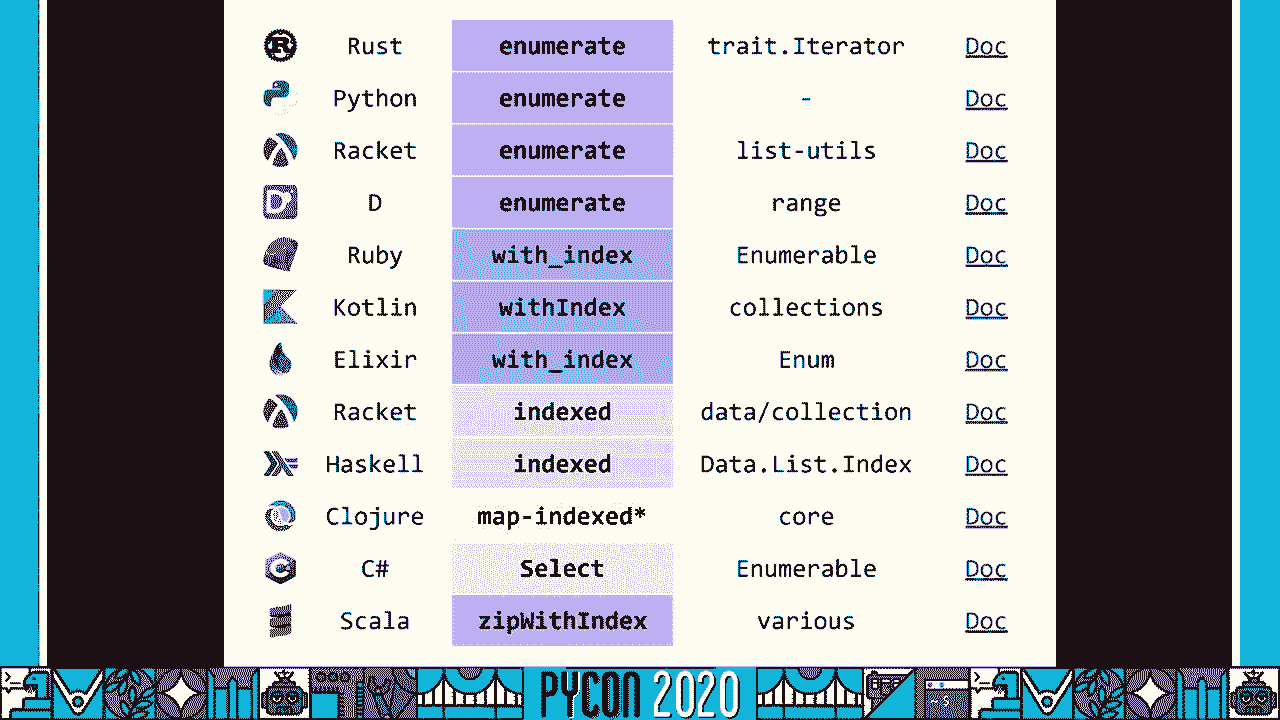 Rust enumerate trait.Iterator Doc
Python enumerate - Doc
Racket enumerate list-utils Doc
D enumerate range Doc
Ruby with_index Enumerable Doc
Kotlin withIndex collections Doc
Elixir with_index Enum Doc
Racket indexed data/collection Doc
Haskell indexed Data.List.Index Doc
Clojure map-indexed* core Doc
C# Select Enumerable Doc
Scala zipWithIndex various Doc
PYCON 2020